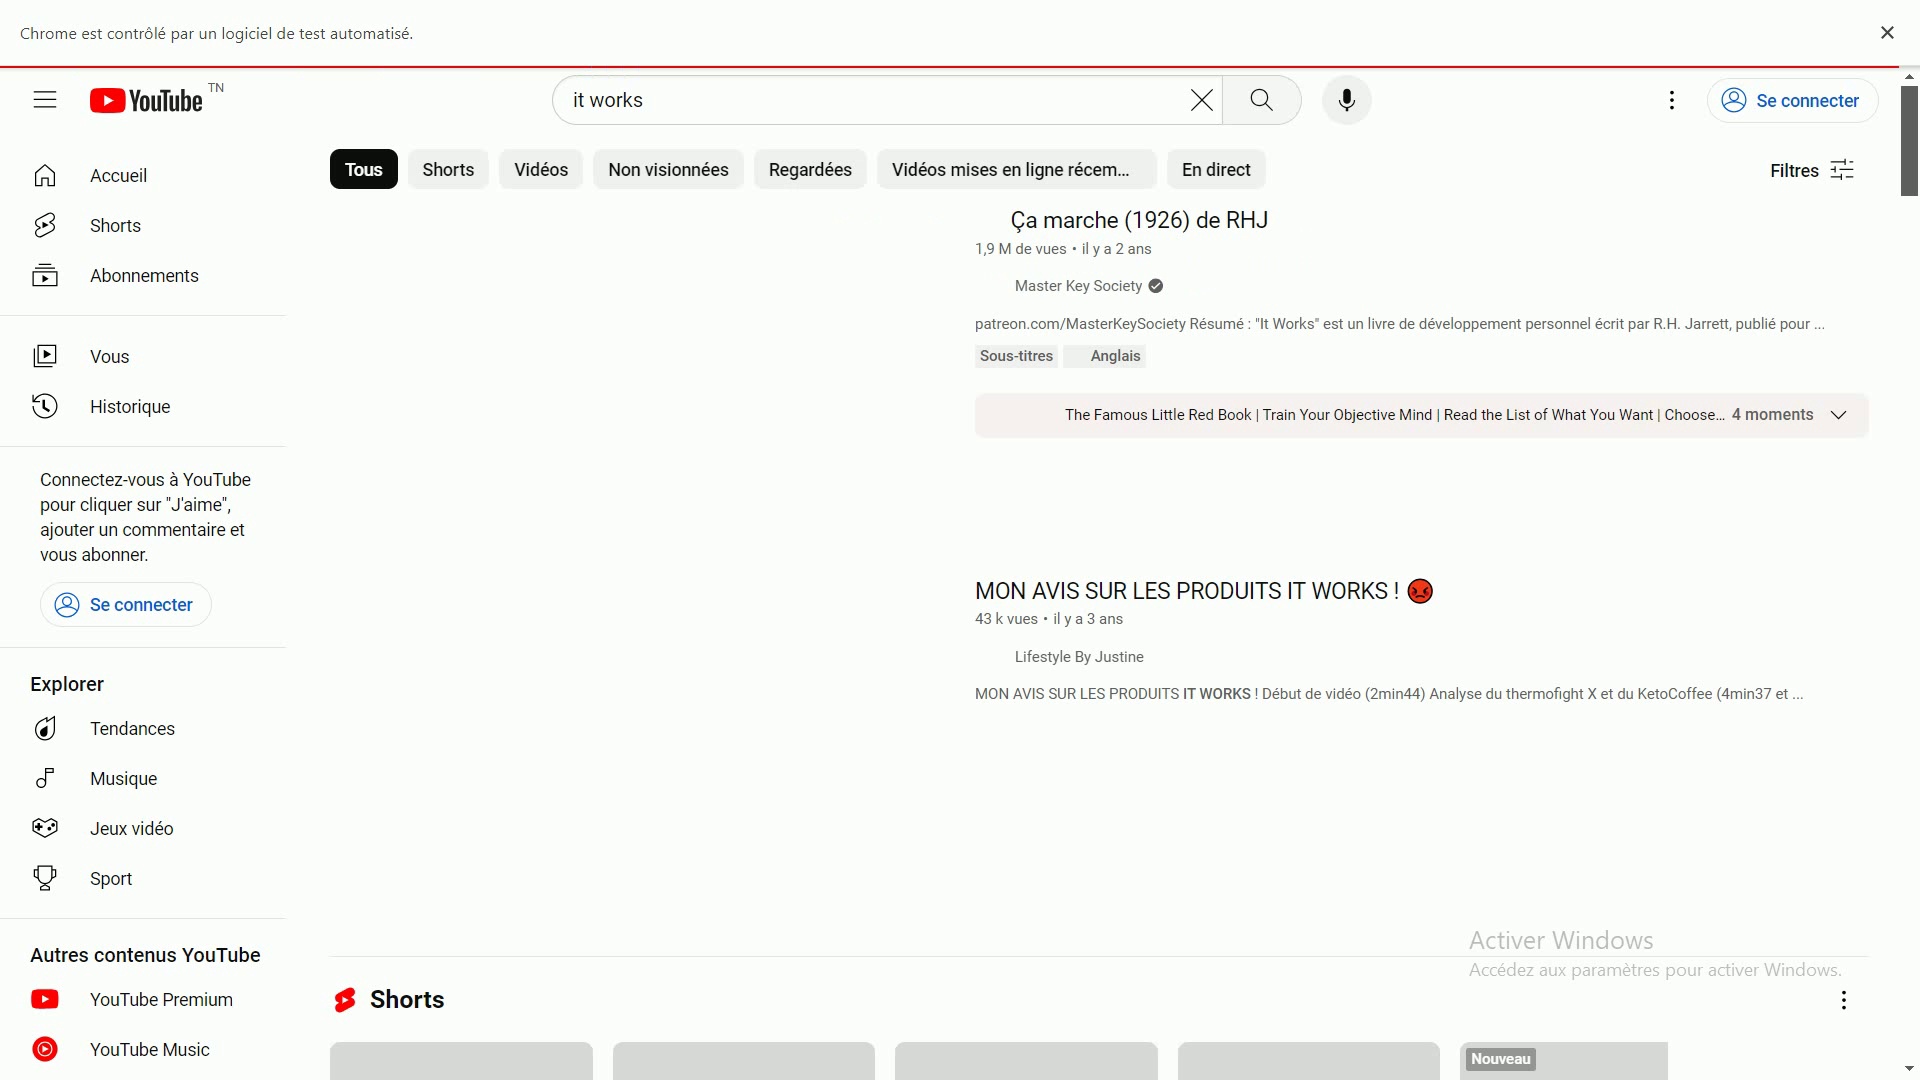 Chrome est contrôlé par un logiciel de test automatisé.
YouTube TN
it works
Se connecter
Accueil
Shorts
Abonnements
Vous
Historique
Connectez-vous à YouTube
pour cliquer sur "J'aime",
ajouter un commentaire et
vous abonner.
Se connecter
Explorer
Tendances
Musique
Jeux vidéo
Sport
Autres contenus YouTube
YouTube Premium
YouTube Music
Tous Shorts Vidéos Non visionnées Regardées Vidéos mises en ligne récem... En direct
Filtres
Ça marche (1926) de RHJ
1,9 M de vues • il y a 2 ans
Master Key Society
patreon.com/MasterKeySociety Résumé : "It Works" est un livre de développement personnel écrit par R.H. Jarrett, publié pour ...
Sous-titres Anglais
The Famous Little Red Book | Train Your Objective Mind | Read the List of What You Want | Choose... 4 moments
MON AVIS SUR LES PRODUITS IT WORKS ! 😡
43 k vues • il y a 3 ans
Lifestyle By Justine
MON AVIS SUR LES PRODUITS IT WORKS ! Début de vidéo (2min44) Analyse du thermofight X et du KetoCoffee (4min37 et ...
Activer Windows
Accédez aux paramètres pour activer Windows.
Shorts
Nouveau